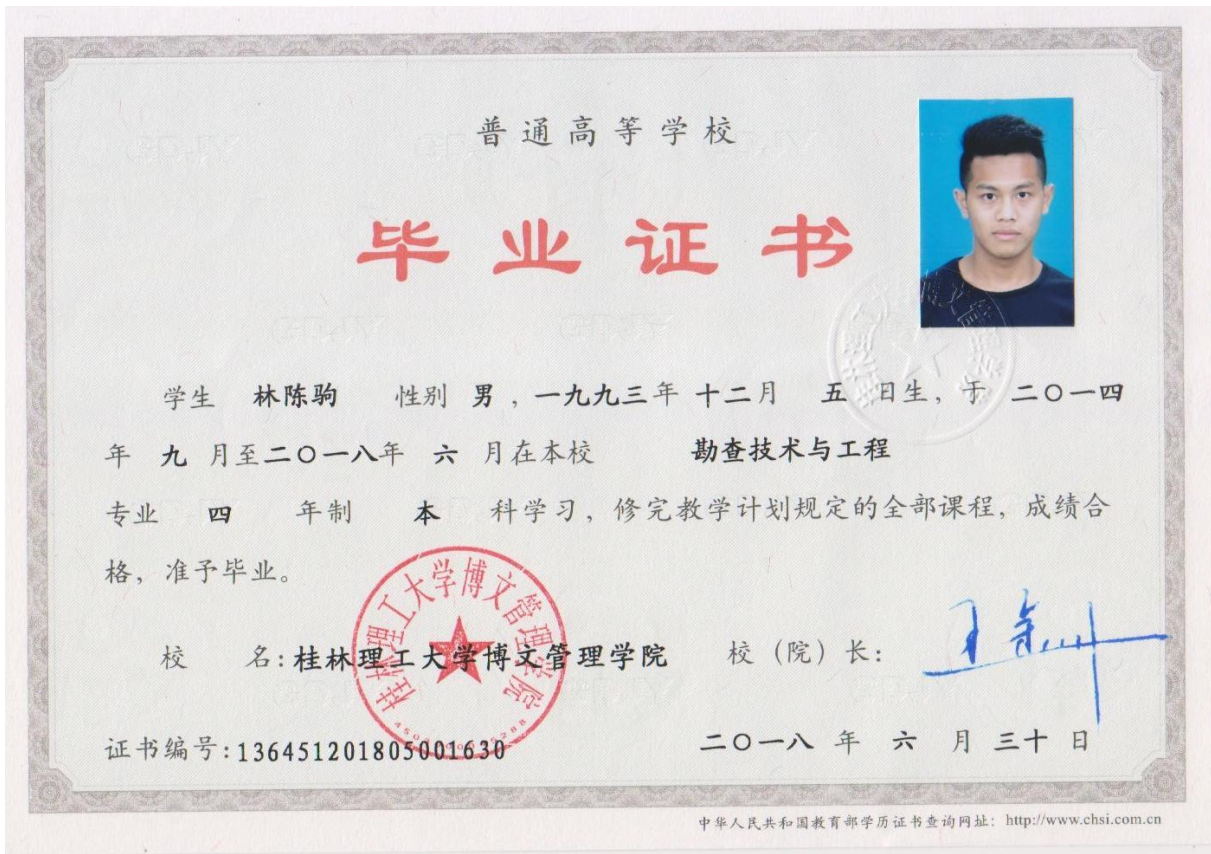 普通高等学校
毕业证书
学生 林陈驹 性别 男，一九九三年 十二月 五 日生，于 二〇一四
年 九 月至二〇一八年 六 月在本校 勘查技术与工程
专业 四 年制 本 科学习，修完教学计划规定的全部课程，成绩合
格，准予毕业。
桂林理工大学博文管理学院
校 名：桂林理工大学博文管理学院 校（院）长：
证书编号：136451201805001630 二〇一八 年 六 月 三十 日
中华人民共和国教育部学历证书查询网址：http://www.chsi.com.cn